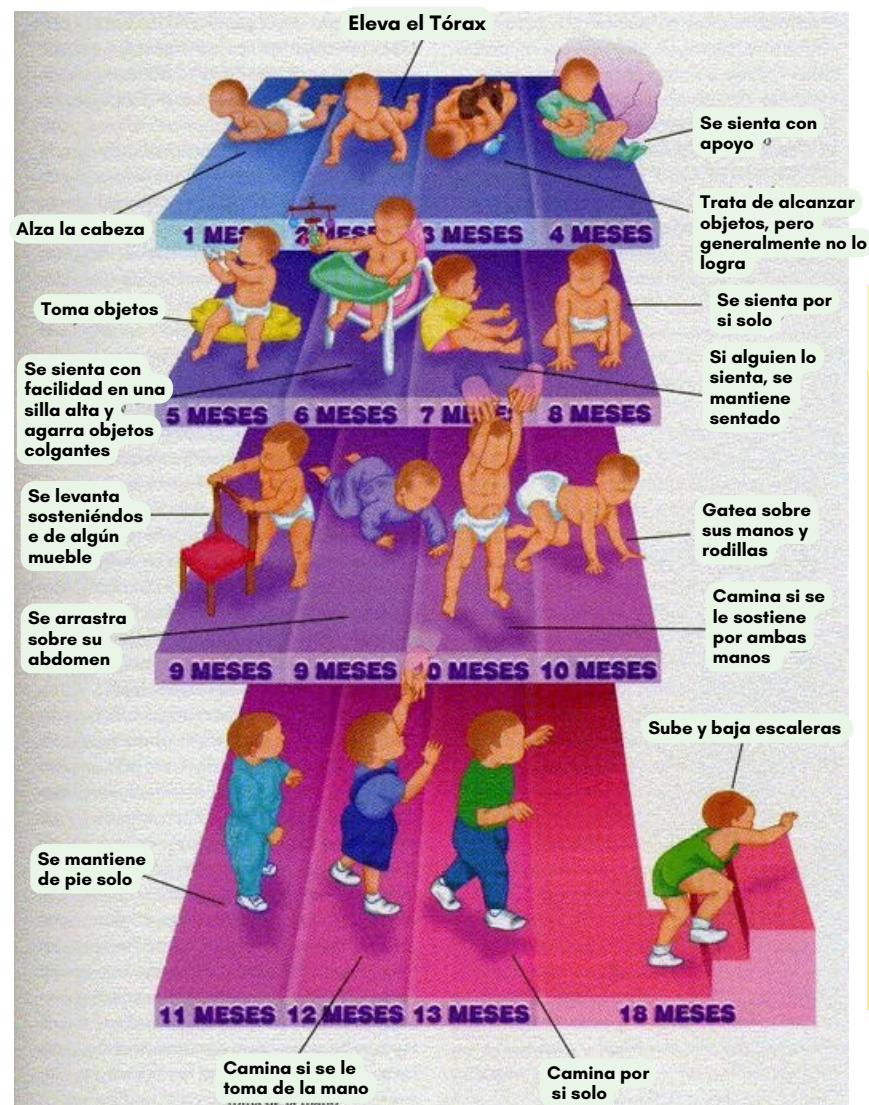 Eleva el Tórax
Se sienta con
apoyo
Alza la cabeza
Trata de alcanzar
objetos, pero
generalmente no lo
logra
1 MESES 2 MESES 3 MESES 4 MESES
Toma objetos
Se sienta por
si solo
Se sienta con
facilidad en una
silla alta y
agarra objetos
colgantes
Si alguien lo
sienta, se
mantiene
sentado
5 MESES 6 MESES 7 MESES 8 MESES
Se levanta
sosteniéndos
e de algún
mueble
Gatea sobre
sus manos y
rodillas
Se arrastra
sobre su
abdomen
Camina si se
le sostiene
por ambas
manos
9 MESES 9 MESES 10 MESES 10 MESES
Sube y baja escaleras
Se mantiene
de pie solo
11 MESES 12 MESES 13 MESES 18 MESES
Camina si se le
toma de la mano
Camina por
si solo